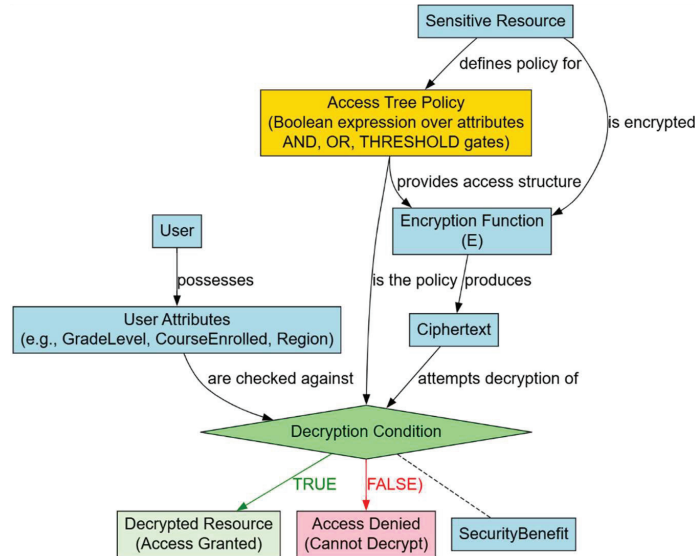 Sensitive Resource
defines policy for
Access Tree Policy
(Boolean expression over attributes
AND, OR, THRESHOLD gates)
is encrypted
provides access structure
Encryption Function
(E)
User
possesses
is the policy
produces
User Attributes
(e.g., GradeLevel, CourseEnrolled, Region)
Ciphertext
are checked against
attempts decryption of
Decryption Condition
TRUE
FALSE)
Decrypted Resource
(Access Granted)
Access Denied
(Cannot Decrypt)
SecurityBenefit